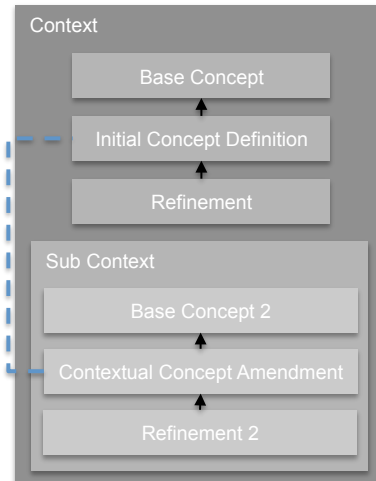 Context
Base Concept
Initial Concept Definition
Refinement
Sub Context
Base Concept 2
Contextual Concept Amendment
Refinement 2